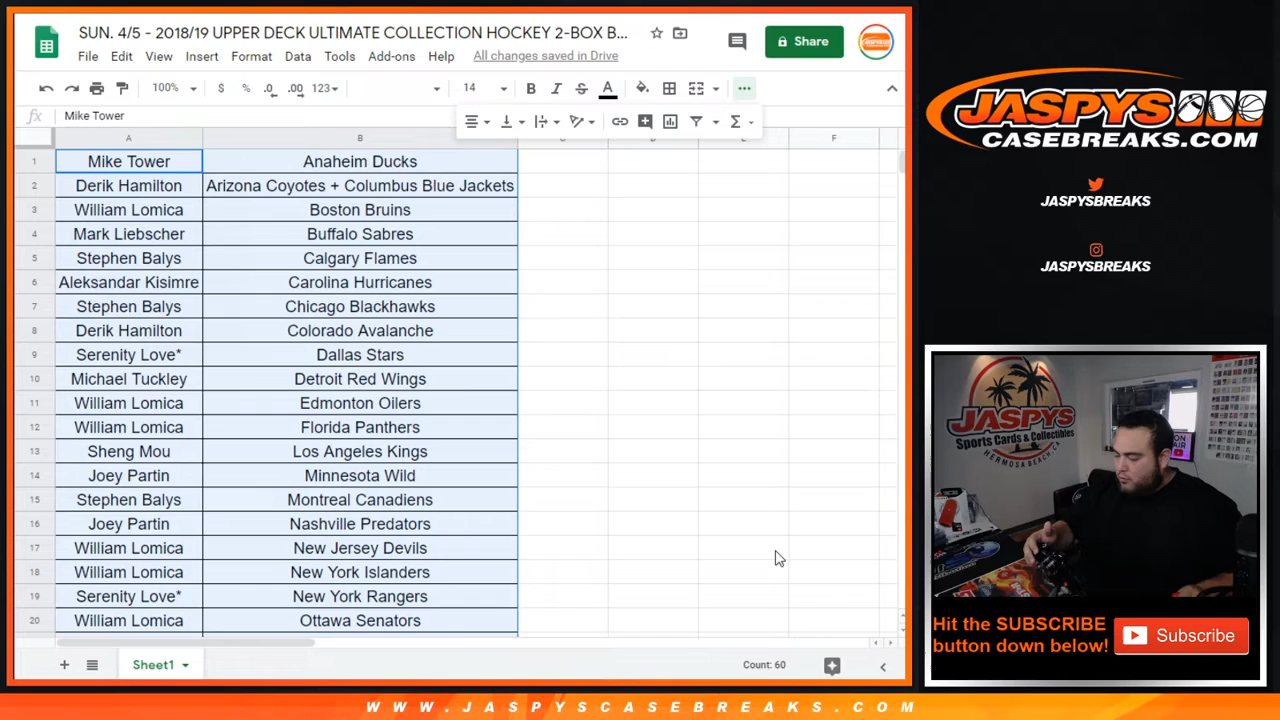 SUN. 4/5 - 2018/19 UPPER DECK ULTIMATE COLLECTION HOCKEY 2-BOX B...
Share
File Edit View Insert Format Data Tools Add-ons Help All changes saved in Drive
100% $ % .0 .00 123 14 B I S A
fx Mike Tower
A B C D E F
1 Mike Tower Anaheim Ducks
2 Derik Hamilton Arizona Coyotes + Columbus Blue Jackets
3 William Lomica Boston Bruins
4 Mark Liebscher Buffalo Sabres
5 Stephen Balys Calgary Flames
6 Aleksandar Kisimre Carolina Hurricanes
7 Stephen Balys Chicago Blackhawks
8 Derik Hamilton Colorado Avalanche
9 Serenity Love* Dallas Stars
10 Michael Tuckley Detroit Red Wings
11 William Lomica Edmonton Oilers
12 William Lomica Florida Panthers
13 Sheng Mou Los Angeles Kings
14 Joey Partin Minnesota Wild
15 Stephen Balys Montreal Canadiens
16 Joey Partin Nashville Predators
17 William Lomica New Jersey Devils
18 William Lomica New York Islanders
19 Serenity Love* New York Rangers
20 William Lomica Ottawa Senators
Sheet1
Count: 60
JASPYS
CASEBREAKS.COM
JASPYSBREAKS
JASPYSBREAKS
JASPYS
Sports Cards & Collectibles
HERMOSA BEACH, CA
ON
AIR
Hit the SUBSCRIBE
button down below!
Subscribe
WWW.JASPYSCASEBREAKS.COM